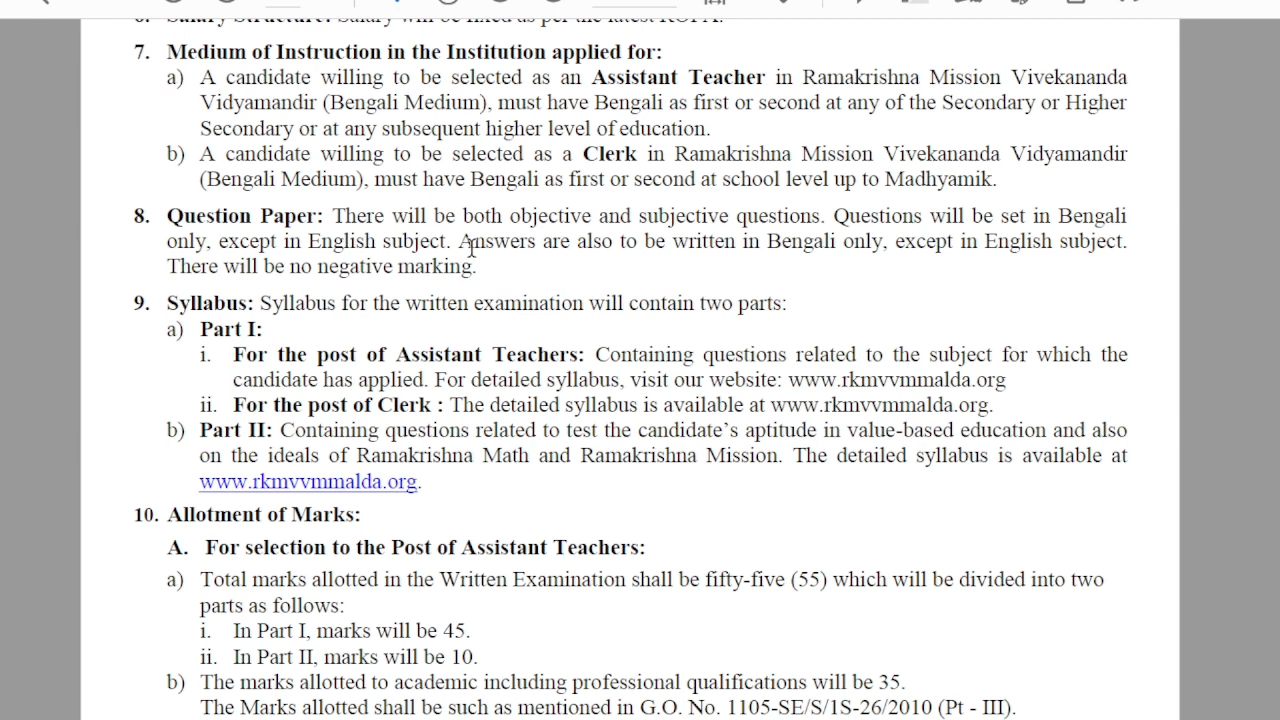 6. Salary Structure: Salary will be fixed as per the latest ROPA.
7. Medium of Instruction in the Institution applied for:
a) A candidate willing to be selected as an Assistant Teacher in Ramakrishna Mission Vivekananda
Vidyamandir (Bengali Medium), must have Bengali as first or second at any of the Secondary or Higher
Secondary or at any subsequent higher level of education.
b) A candidate willing to be selected as a Clerk in Ramakrishna Mission Vivekananda Vidyamandir
(Bengali Medium), must have Bengali as first or second at school level up to Madhyamik.
8. Question Paper: There will be both objective and subjective questions. Questions will be set in Bengali
only, except in English subject. Answers are also to be written in Bengali only, except in English subject.
There will be no negative marking.
9. Syllabus: Syllabus for the written examination will contain two parts:
a) Part I:
i. For the post of Assistant Teachers: Containing questions related to the subject for which the
candidate has applied. For detailed syllabus, visit our website: www.rkmvvmmalda.org
ii. For the post of Clerk : The detailed syllabus is available at www.rkmvvmmalda.org.
b) Part II: Containing questions related to test the candidate’s aptitude in value-based education and also
on the ideals of Ramakrishna Math and Ramakrishna Mission. The detailed syllabus is available at
www.rkmvvmmalda.org.
10. Allotment of Marks:
A. For selection to the Post of Assistant Teachers:
a) Total marks allotted in the Written Examination shall be fifty-five (55) which will be divided into two
parts as follows:
i. In Part I, marks will be 45.
ii. In Part II, marks will be 10.
b) The marks allotted to academic including professional qualifications will be 35.
The Marks allotted shall be such as mentioned in G.O. No. 1105-SE/S/1S-26/2010 (Pt - III).